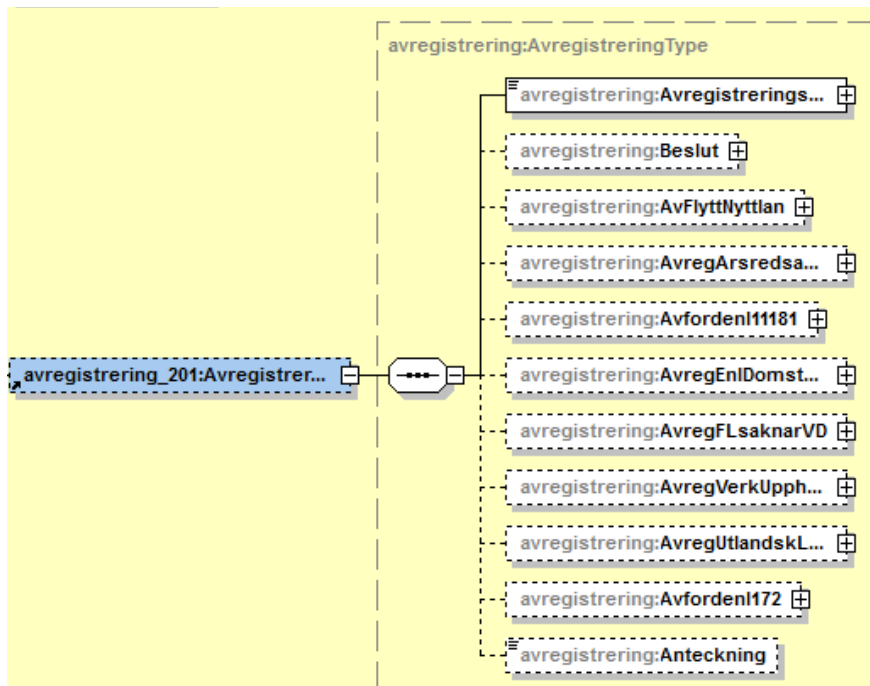 avregistrering:AvregistreringType
avregistrering:Avregistrerings...
avregistrering:Beslut
avregistrering:AvFlyttNyttlan
avregistrering:AvregArsredsa...
avregistrering:Avfordenl11181
avregistrering_201:Avregistrer...
avregistrering:AvregEnlDomst...
avregistrering:AvregFLsaknarVD
avregistrering:AvregVerkUpph...
avregistrering:AvregUtlandskL...
avregistrering:Avfordenl172
avregistrering:Anteckning